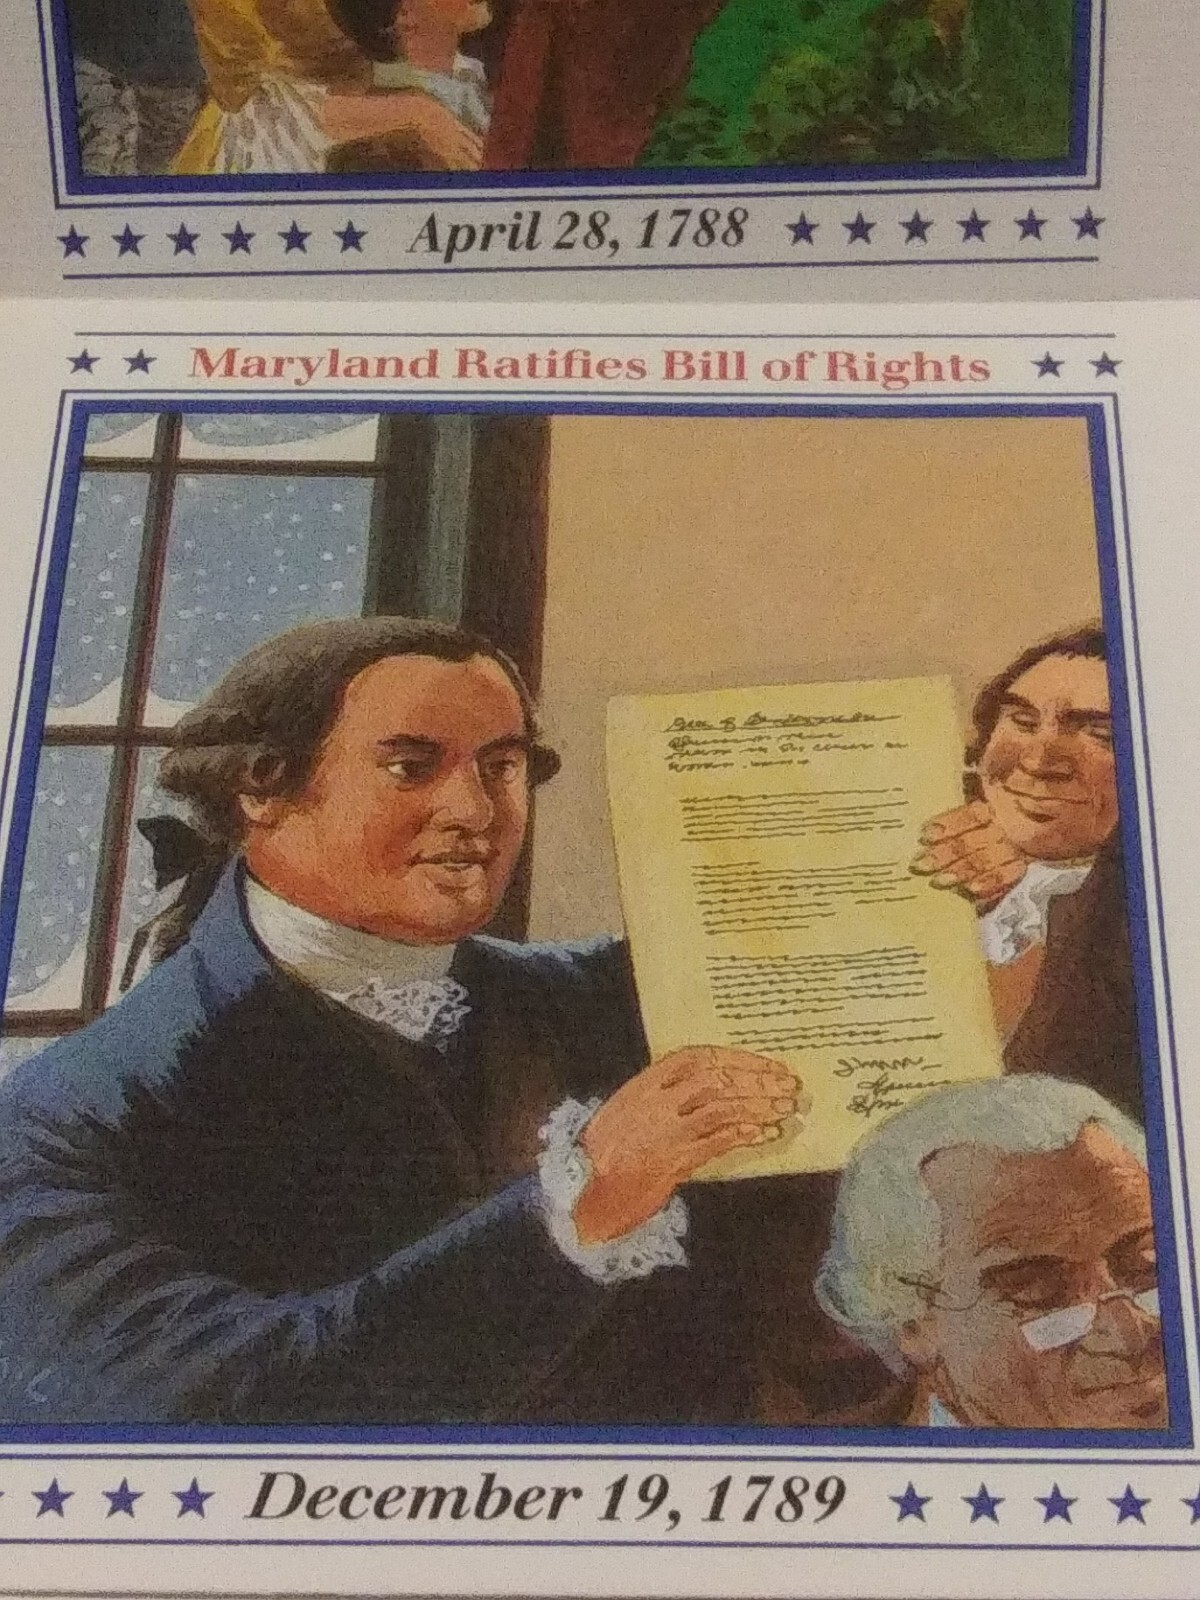 April 28, 1788
Maryland Ratifies Bill of Rights
December 19, 1789